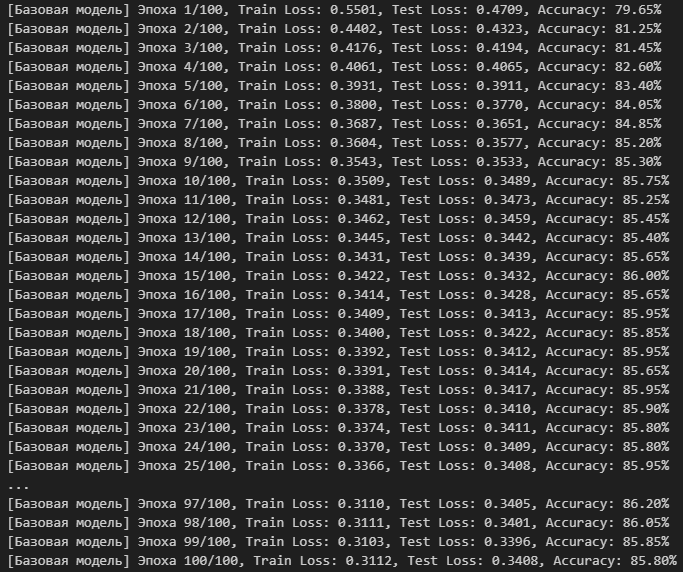 [Базовая модель] Эпоха 1/100, Train Loss: 0.5501, Test Loss: 0.4709, Accuracy: 79.65%
[Базовая модель] Эпоха 2/100, Train Loss: 0.4402, Test Loss: 0.4323, Accuracy: 81.25%
[Базовая модель] Эпоха 3/100, Train Loss: 0.4176, Test Loss: 0.4194, Accuracy: 81.45%
[Базовая модель] Эпоха 4/100, Train Loss: 0.4061, Test Loss: 0.4065, Accuracy: 82.60%
[Базовая модель] Эпоха 5/100, Train Loss: 0.3931, Test Loss: 0.3911, Accuracy: 83.40%
[Базовая модель] Эпоха 6/100, Train Loss: 0.3800, Test Loss: 0.3770, Accuracy: 84.05%
[Базовая модель] Эпоха 7/100, Train Loss: 0.3687, Test Loss: 0.3651, Accuracy: 84.85%
[Базовая модель] Эпоха 8/100, Train Loss: 0.3604, Test Loss: 0.3577, Accuracy: 85.20%
[Базовая модель] Эпоха 9/100, Train Loss: 0.3543, Test Loss: 0.3533, Accuracy: 85.30%
[Базовая модель] Эпоха 10/100, Train Loss: 0.3509, Test Loss: 0.3489, Accuracy: 85.75%
[Базовая модель] Эпоха 11/100, Train Loss: 0.3481, Test Loss: 0.3473, Accuracy: 85.25%
[Базовая модель] Эпоха 12/100, Train Loss: 0.3462, Test Loss: 0.3459, Accuracy: 85.45%
[Базовая модель] Эпоха 13/100, Train Loss: 0.3445, Test Loss: 0.3442, Accuracy: 85.40%
[Базовая модель] Эпоха 14/100, Train Loss: 0.3431, Test Loss: 0.3439, Accuracy: 85.65%
[Базовая модель] Эпоха 15/100, Train Loss: 0.3422, Test Loss: 0.3432, Accuracy: 86.00%
[Базовая модель] Эпоха 16/100, Train Loss: 0.3414, Test Loss: 0.3428, Accuracy: 85.65%
[Базовая модель] Эпоха 17/100, Train Loss: 0.3409, Test Loss: 0.3413, Accuracy: 85.95%
[Базовая модель] Эпоха 18/100, Train Loss: 0.3400, Test Loss: 0.3422, Accuracy: 85.85%
[Базовая модель] Эпоха 19/100, Train Loss: 0.3392, Test Loss: 0.3412, Accuracy: 85.95%
[Базовая модель] Эпоха 20/100, Train Loss: 0.3391, Test Loss: 0.3414, Accuracy: 85.65%
[Базовая модель] Эпоха 21/100, Train Loss: 0.3388, Test Loss: 0.3417, Accuracy: 85.95%
[Базовая модель] Эпоха 22/100, Train Loss: 0.3378, Test Loss: 0.3410, Accuracy: 85.90%
[Базовая модель] Эпоха 23/100, Train Loss: 0.3374, Test Loss: 0.3411, Accuracy: 85.80%
[Базовая модель] Эпоха 24/100, Train Loss: 0.3370, Test Loss: 0.3409, Accuracy: 85.80%
[Базовая модель] Эпоха 25/100, Train Loss: 0.3366, Test Loss: 0.3408, Accuracy: 85.95%
...
[Базовая модель] Эпоха 97/100, Train Loss: 0.3110, Test Loss: 0.3405, Accuracy: 86.20%
[Базовая модель] Эпоха 98/100, Train Loss: 0.3111, Test Loss: 0.3401, Accuracy: 86.05%
[Базовая модель] Эпоха 99/100, Train Loss: 0.3103, Test Loss: 0.3396, Accuracy: 85.85%
[Базовая модель] Эпоха 100/100, Train Loss: 0.3112, Test Loss: 0.3408, Accuracy: 85.80%